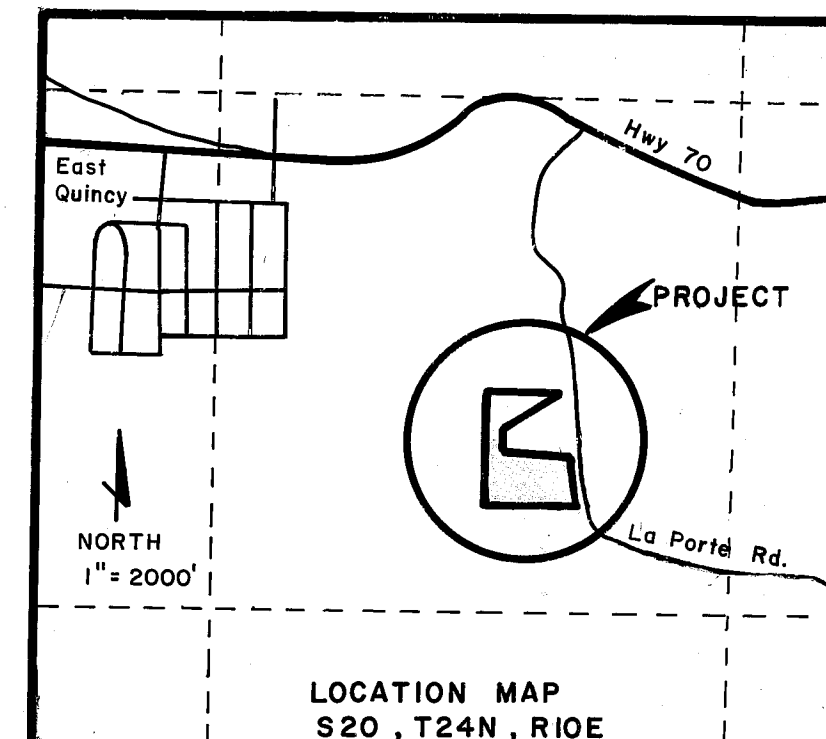 Hwy 70
East
Quincy
PROJECT
La Porte Rd.
NORTH
1"= 2000'
LOCATION MAP
S20 , T24N , R10E